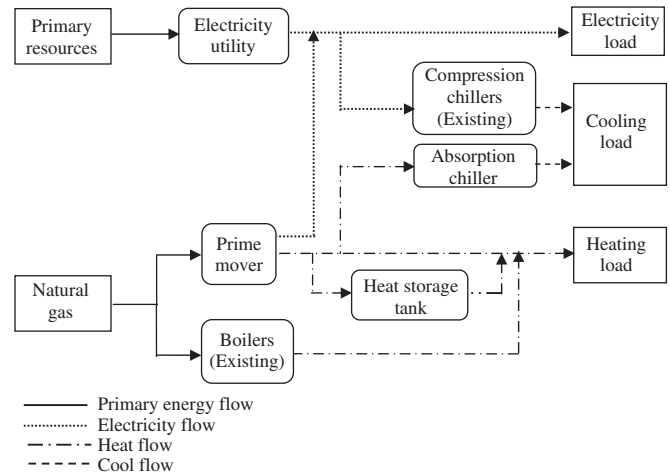 Primary
resources
Electricity
utility
Electricity
load
Compression
chillers
(Existing)
Cooling
load
Absorption
chiller
Prime
mover
Heating
load
Natural
gas
Heat storage
tank
Boilers
(Existing)
Primary energy flow
Electricity flow
Heat flow
Cool flow